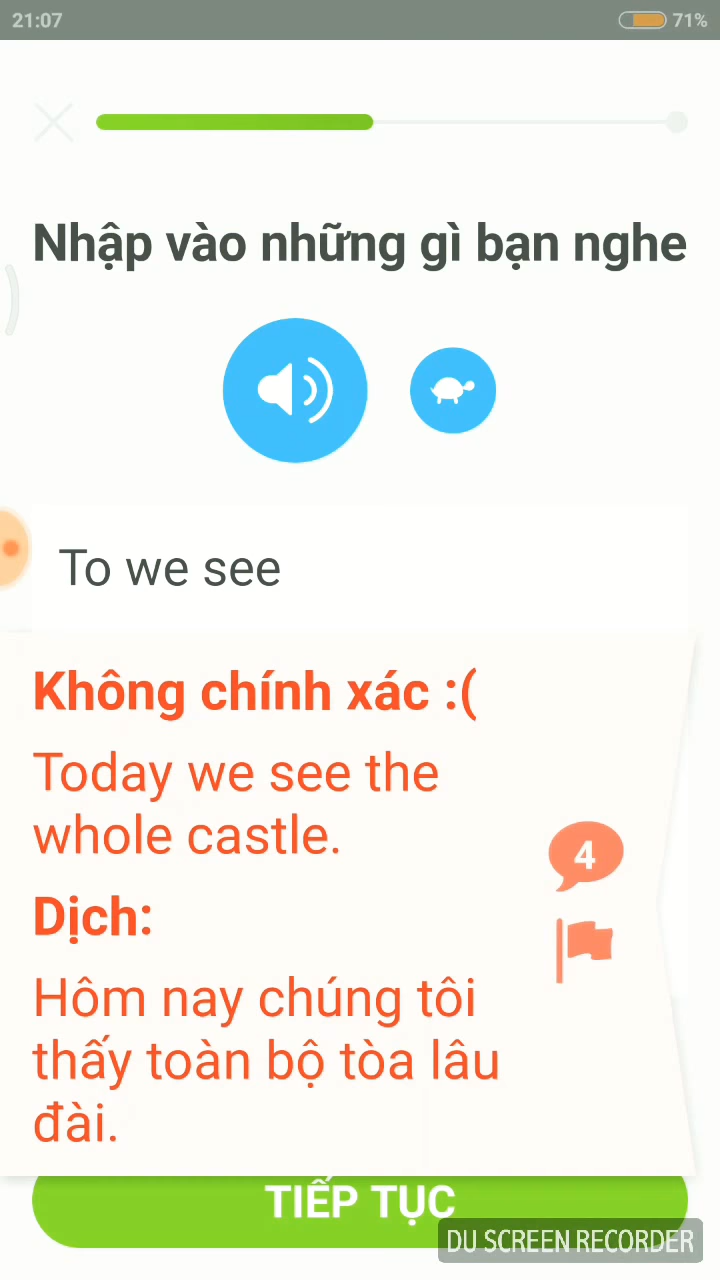 21:07
71%
Nhập vào những gì bạn nghe
To we see
Không chính xác :(
Today we see the
whole castle.
4
Dịch:
Hôm nay chúng tôi
thấy toàn bộ tòa lâu
đài.
TIẾP TỤC
DU SCREEN RECORDER